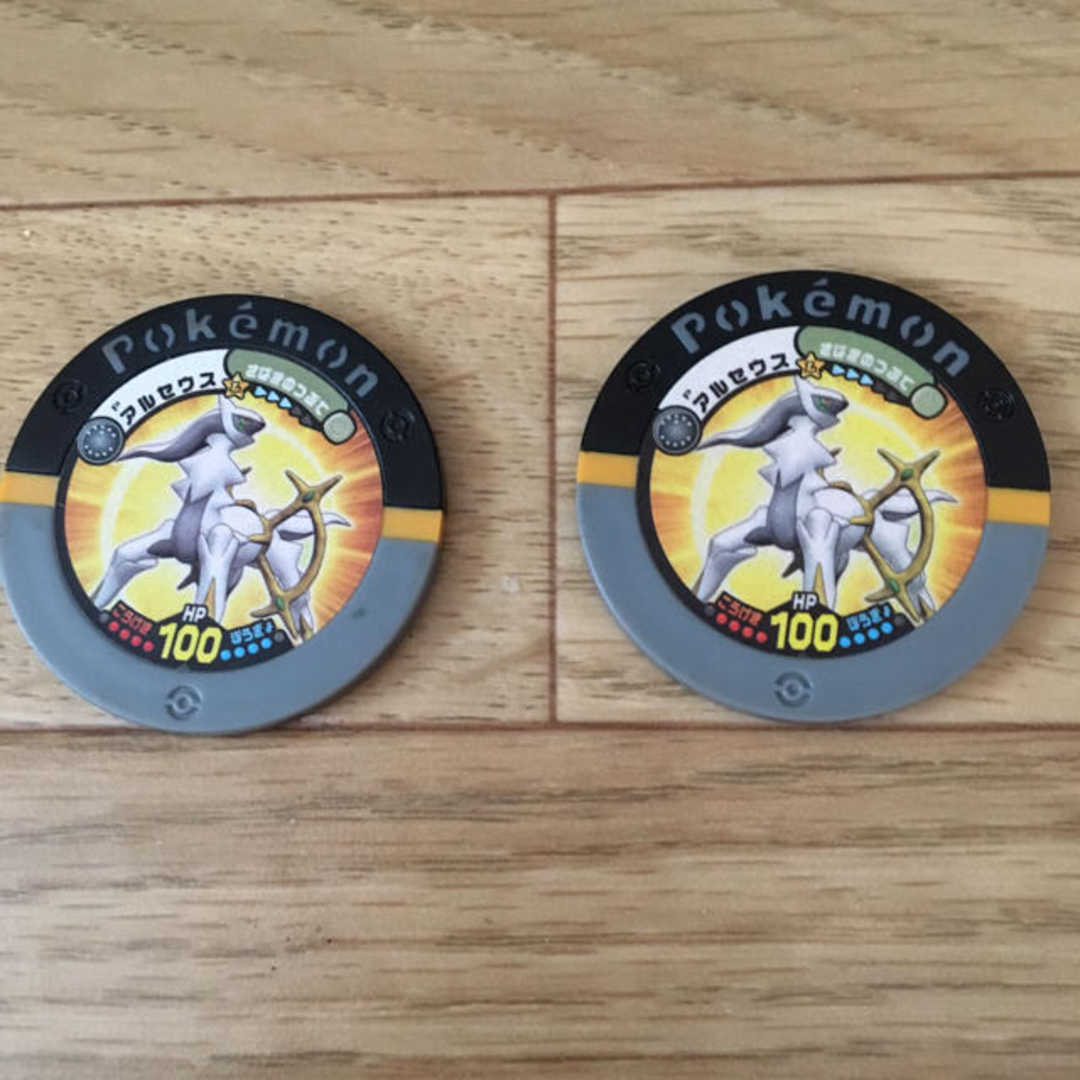 Pokémon
アルセウス
さばきのつぶて
こうげき
HP
100
ぼうぎょ
Pokémon
アルセウス
さばきのつぶて
こうげき
HP
100
ぼうぎょ